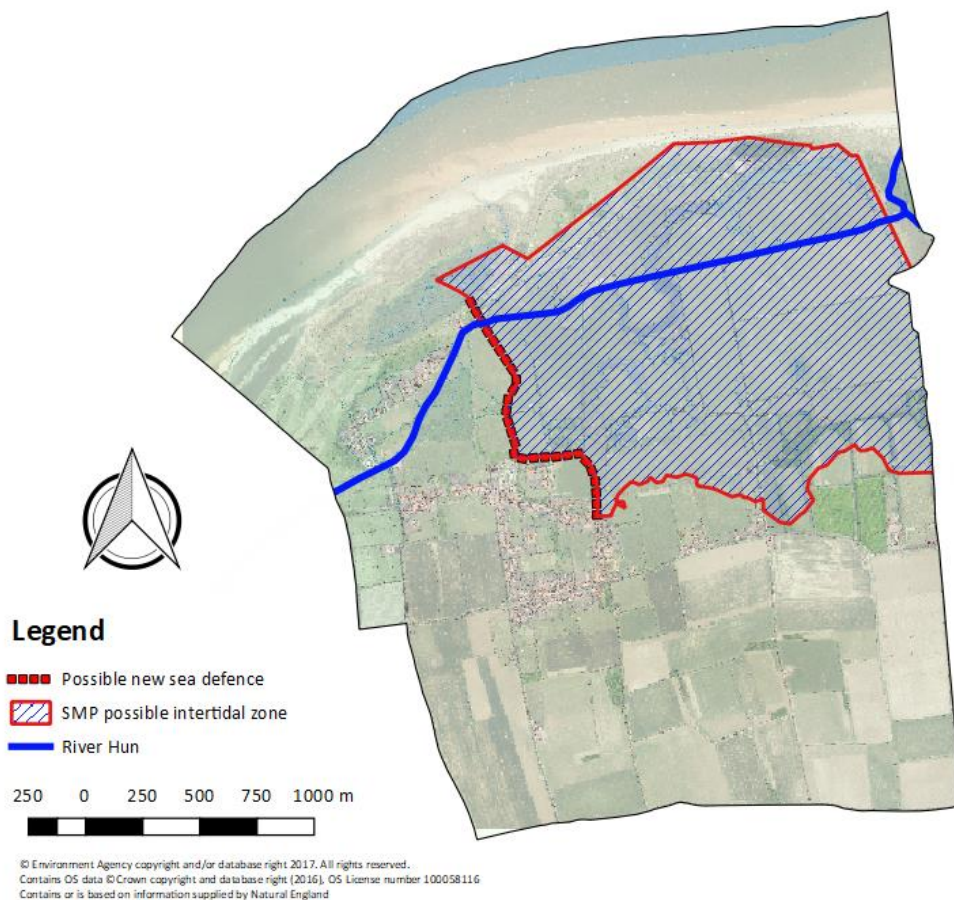 Legend
Possible new sea defence
SMP possible intertidal zone
River Hun
250 0 250 500 750 1000 m
© Environment Agency copyright and/or database right 2017. All rights reserved.
Contains OS data © Crown copyright and database right (2016), OS License number 100058116
Contains or is based on information supplied by Natural England